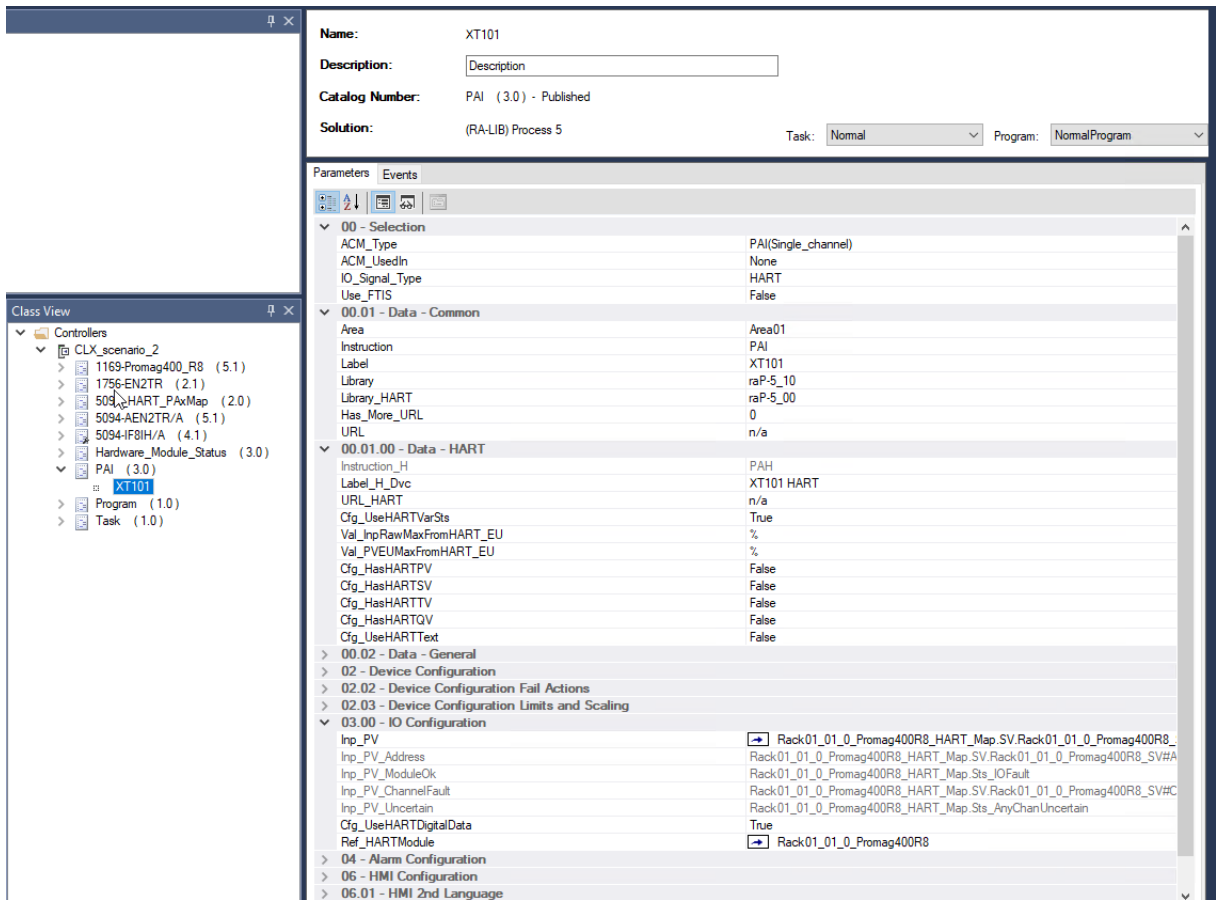 Name: XT101
Description: Description
Catalog Number: PAI (3.0) - Published
Solution: (RA-LIB) Process 5 Task: Normal Program: NormalProgram
Parameters Events
00 - Selection
ACM_Type PAI(Single_channel)
ACM_UsedIn None
IO_Signal_Type HART
Use_FTIS False
00.01 - Data - Common
Area Area01
Instruction PAI
Label XT101
Library raP-5_10
Library_HART raP-5_00
Has_More_URL 0
URL n/a
00.01.00 - Data - HART
Instruction_H PAH
Label_H_Dvc XT101 HART
URL_HART n/a
Cfg_UseHARTVarSts True
Val_InpRawMaxFromHART_EU %
Val_PVEUMaxFromHART_EU %
Cfg_HasHARTPV False
Cfg_HasHARTSV False
Cfg_HasHARTTV False
Cfg_HasHARTQV False
Cfg_UseHARTText False
00.02 - Data - General
02 - Device Configuration
02.02 - Device Configuration Fail Actions
02.03 - Device Configuration Limits and Scaling
03.00 - IO Configuration
Inp_PV Rack01_01_0_Promag400R8_HART_Map.SV.Rack01_01_0_Promag400R8_
Inp_PV_Address Rack01_01_0_Promag400R8_HART_Map.SV.Rack01_01_0_Promag400R8_SV#A
Inp_PV_ModuleOk Rack01_01_0_Promag400R8_HART_Map.Sts_IOFault
Inp_PV_ChannelFault Rack01_01_0_Promag400R8_HART_Map.SV.Rack01_01_0_Promag400R8_SV#C
Inp_PV_Uncertain Rack01_01_0_Promag400R8_HART_Map.Sts_AnyChanUncertain
Cfg_UseHARTDigitalData True
Ref_HARTModule Rack01_01_0_Promag400R8
04 - Alarm Configuration
06 - HMI Configuration
06.01 - HMI 2nd Language
Class View
Controllers
CLX_scenario_2
1169-Promag400_R8 (5.1)
1756-EN2TR (2.1)
509 _HART_PAxMap (2.0)
5094-AEN2TR/A (5.1)
5094-IF8IH/A (4.1)
Hardware_Module_Status (3.0)
PAI (3.0)
XT101
Program (1.0)
Task (1.0)